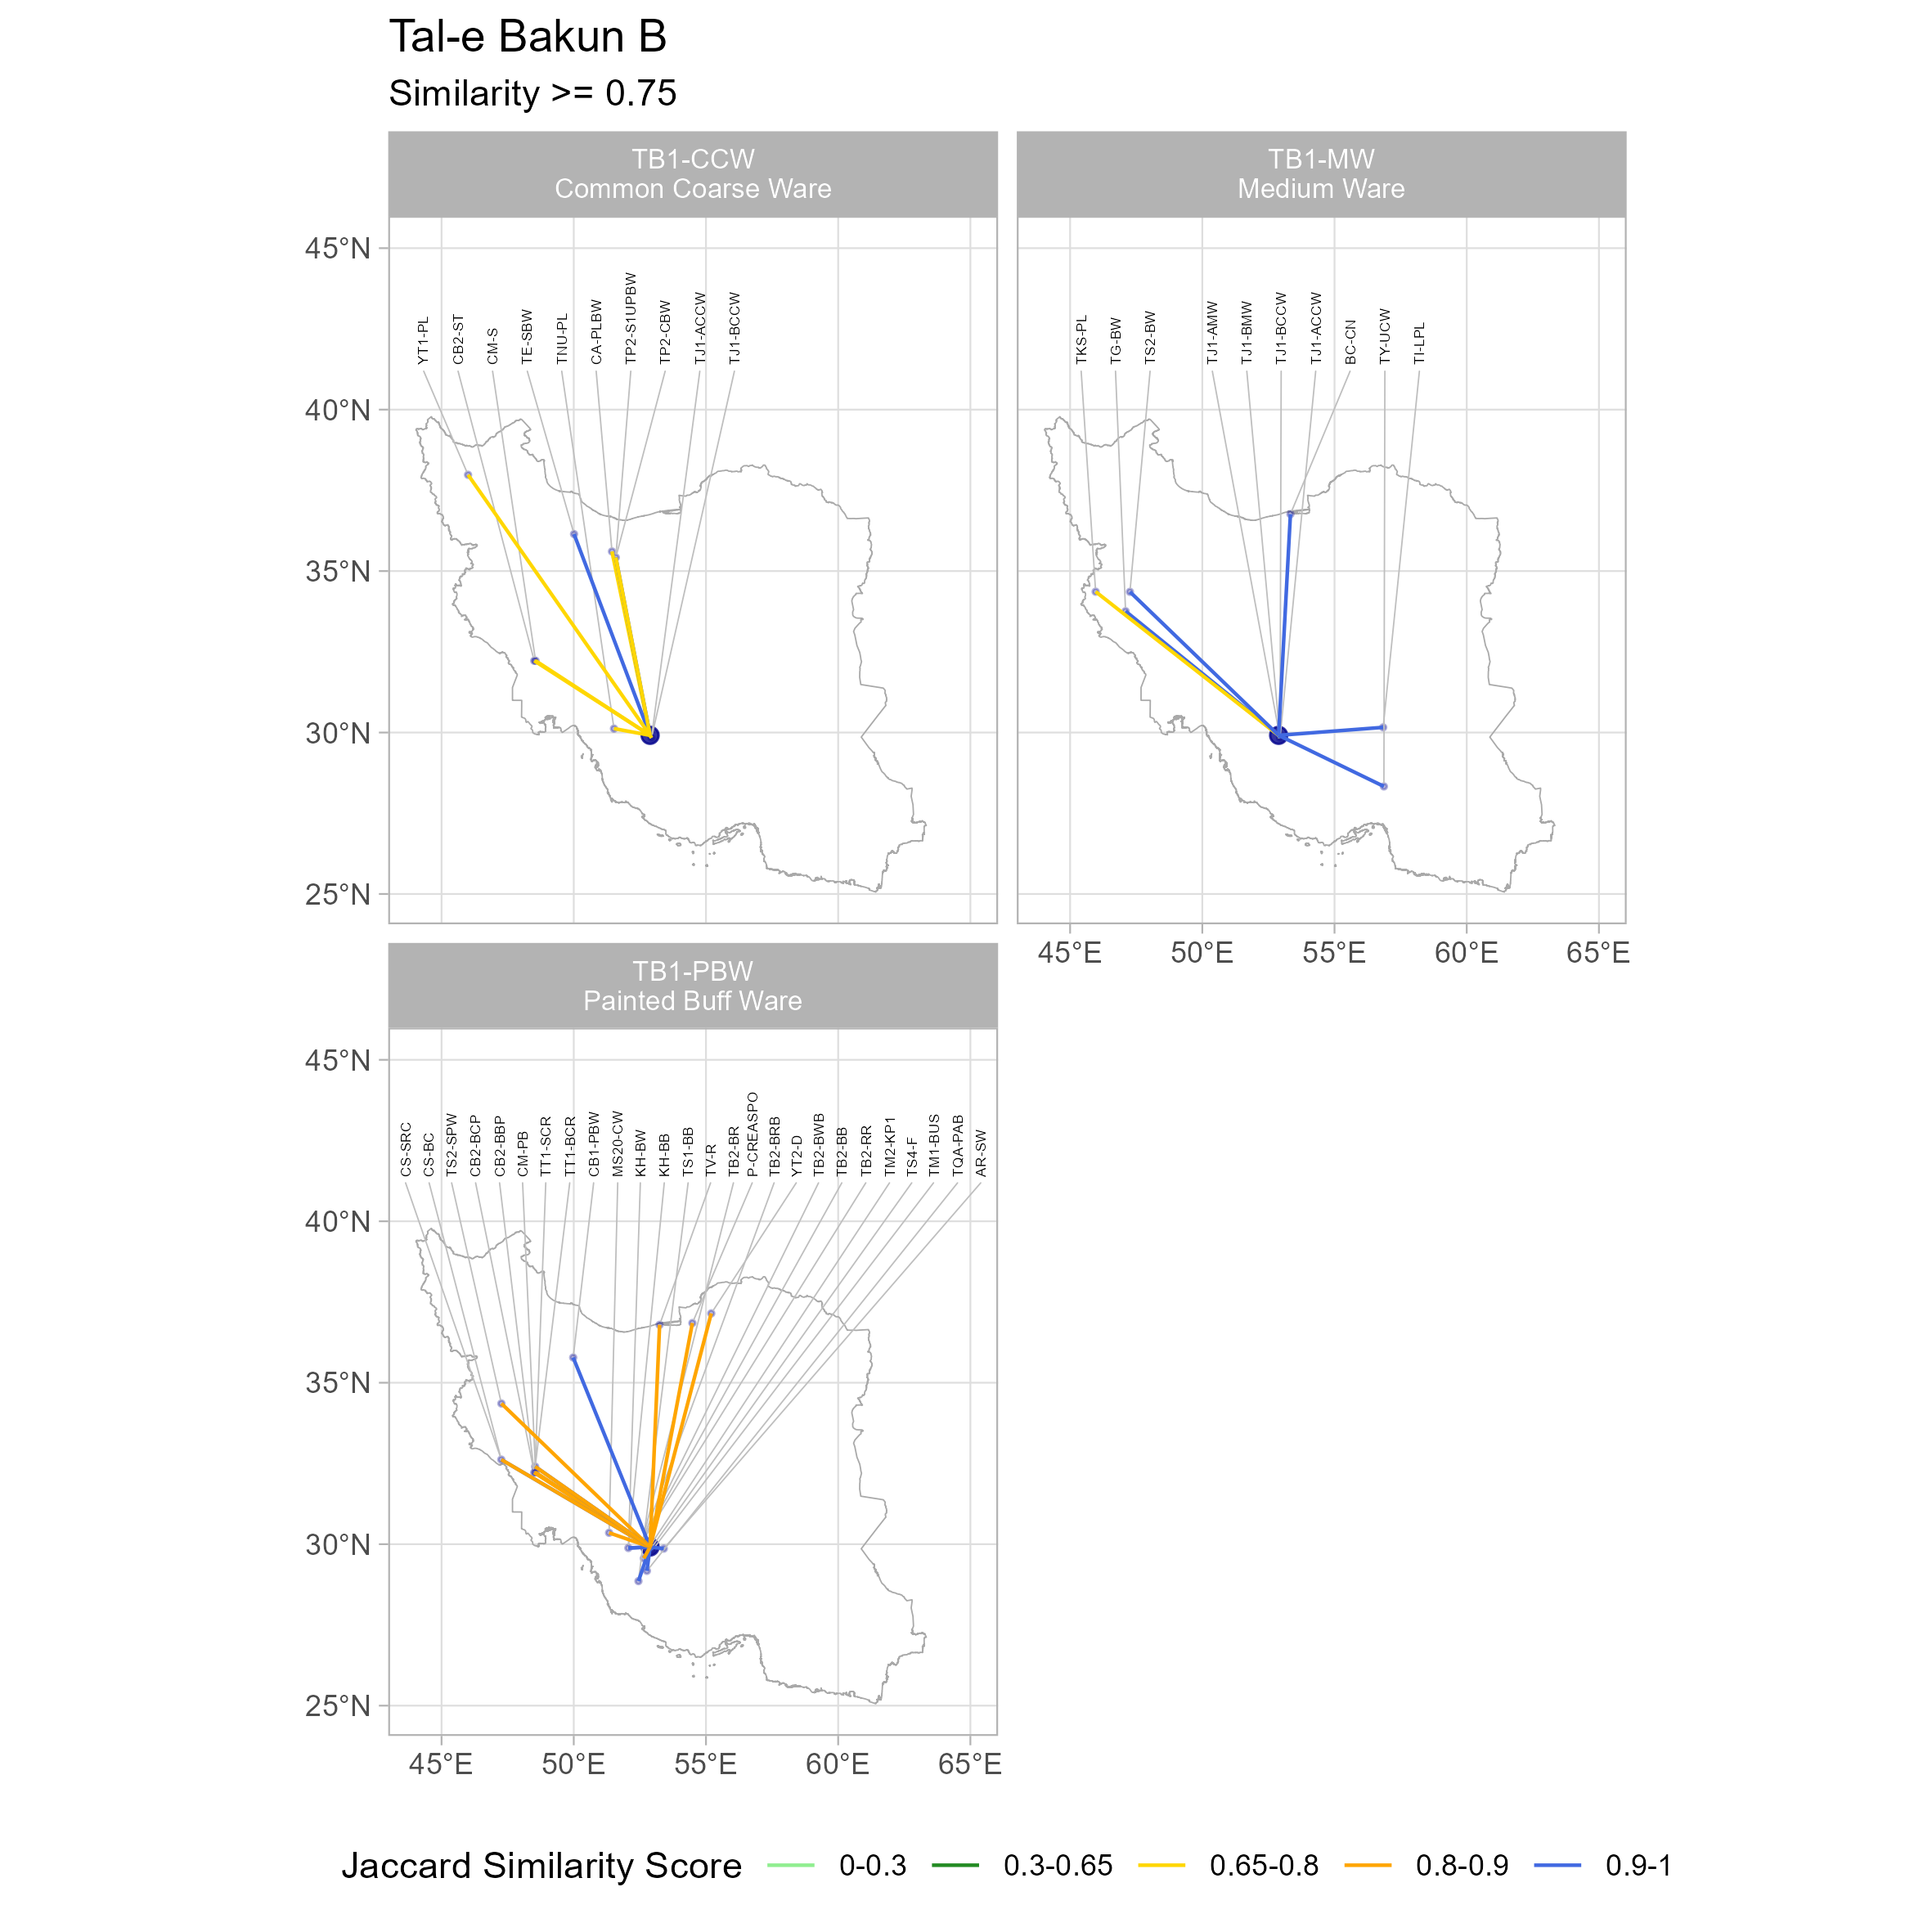 Tal-e Bakun B
Similarity >= 0.75
TB1-CCW
Common Coarse Ware
TB1-MW
Medium Ware
45°N
40°N
35°N
30°N
25°N
YT1-PL
CB2-ST
CM-S
TE-SBW
TNU-PL
CA-PLBW
TP2-S1UPBW
TP2-CBW
TJ1-ACCW
TJ1-BCCW
TKS-PL
TG-BW
TS2-BW
TJ1-AMW
TJ1-BMW
TJ1-BCCW
TJ1-ACCW
BC-CN
TY-UCW
TI-LPL
45°E 50°E 55°E 60°E 65°E
TB1-PBW
Painted Buff Ware
45°N
40°N
35°N
30°N
25°N
CS-SRC
CS-BC
TS2-SPW
CB2-BCP
CB2-BBP
CM-PB
TT1-SCR
TT1-BCR
CB1-PBW
MS20-CW
KH-BW
KH-BB
TS1-BB
TV-R
TB2-BR
P-CREASPO
TB2-BRB
YT2-D
TB2-BWB
TB2-BB
TB2-RR
TM2-KP1
TS4-F
TM1-BUS
TQA-PAB
AR-SW
45°E 50°E 55°E 60°E 65°E
Jaccard Similarity Score 0-0.3 0.3-0.65 0.65-0.8 0.8-0.9 0.9-1